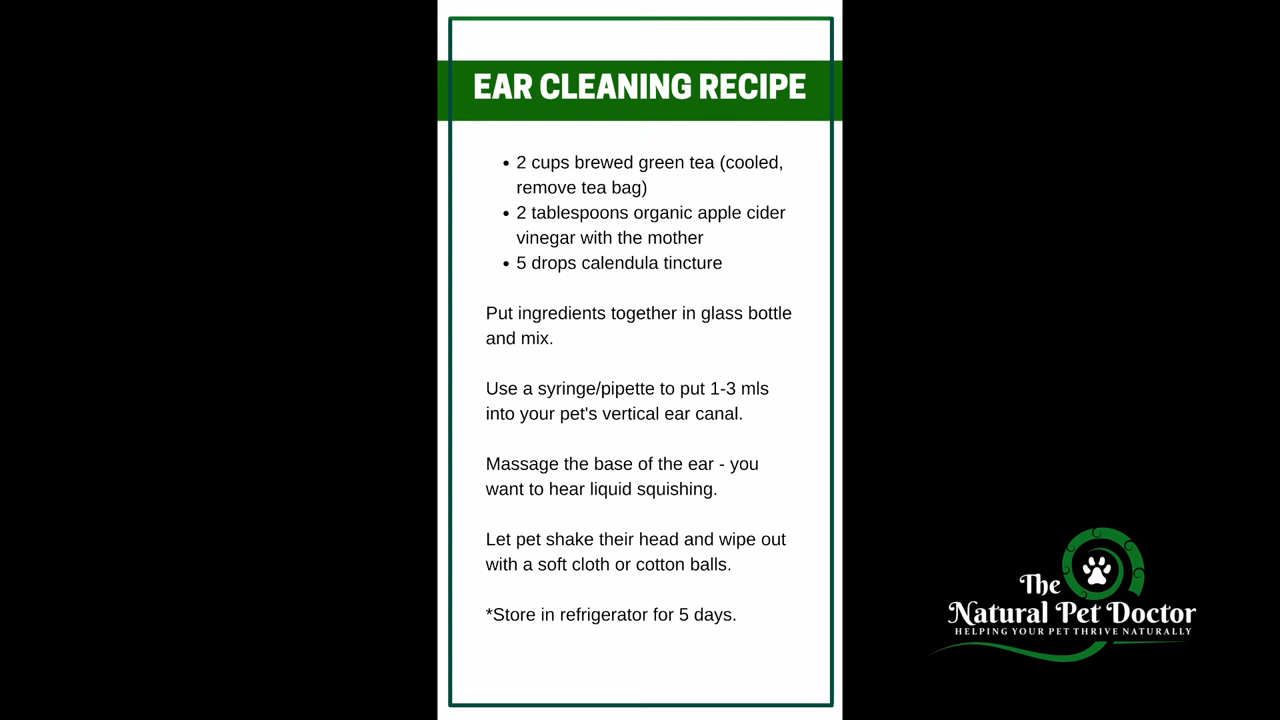 EAR CLEANING RECIPE
• 2 cups brewed green tea (cooled,
remove tea bag)
• 2 tablespoons organic apple cider
vinegar with the mother
• 5 drops calendula tincture
Put ingredients together in glass bottle
and mix.
Use a syringe/pipette to put 1-3 mls
into your pet's vertical ear canal.
Massage the base of the ear - you
want to hear liquid squishing.
Let pet shake their head and wipe out
with a soft cloth or cotton balls.
*Store in refrigerator for 5 days.
The
Natural Pet Doctor
HELPING YOUR PET THRIVE NATURALLY